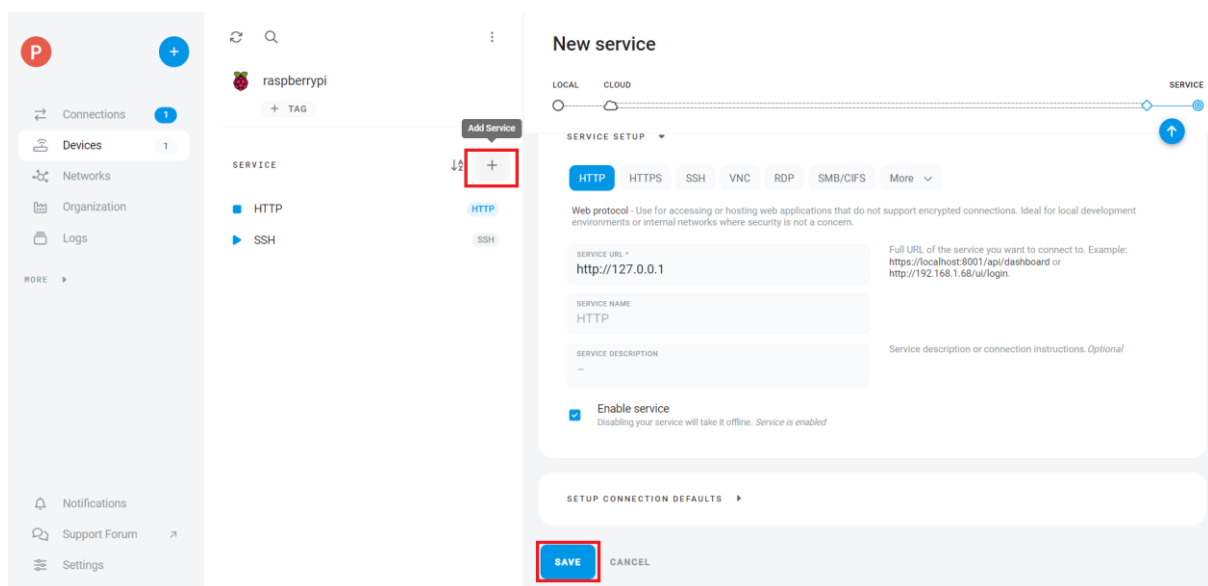 P
+
Connections 1
Devices 1
Networks
Organization
Logs
MORE
Notifications
Support Forum
Settings
raspberrypi
+ TAG
Add Service
SERVICE
AZ
+
HTTP HTTP
SSH SSH
New service
LOCAL CLOUD SERVICE
SERVICE SETUP
HTTP HTTPS SSH VNC RDP SMB/CIFS More
Web protocol - Use for accessing or hosting web applications that do not support encrypted connections. Ideal for local development
environments or internal networks where security is not a concern.
SERVICE URL *
http://127.0.0.1
Full URL of the service you want to connect to. Example:
https://localhost:8001/api/dashboard or
http://192.168.1.68/ui/login.
SERVICE NAME
HTTP
SERVICE DESCRIPTION
–
Service description or connection instructions. Optional
Enable service
Disabling your service will take it offline. Service is enabled
SETUP CONNECTION DEFAULTS
SAVE CANCEL